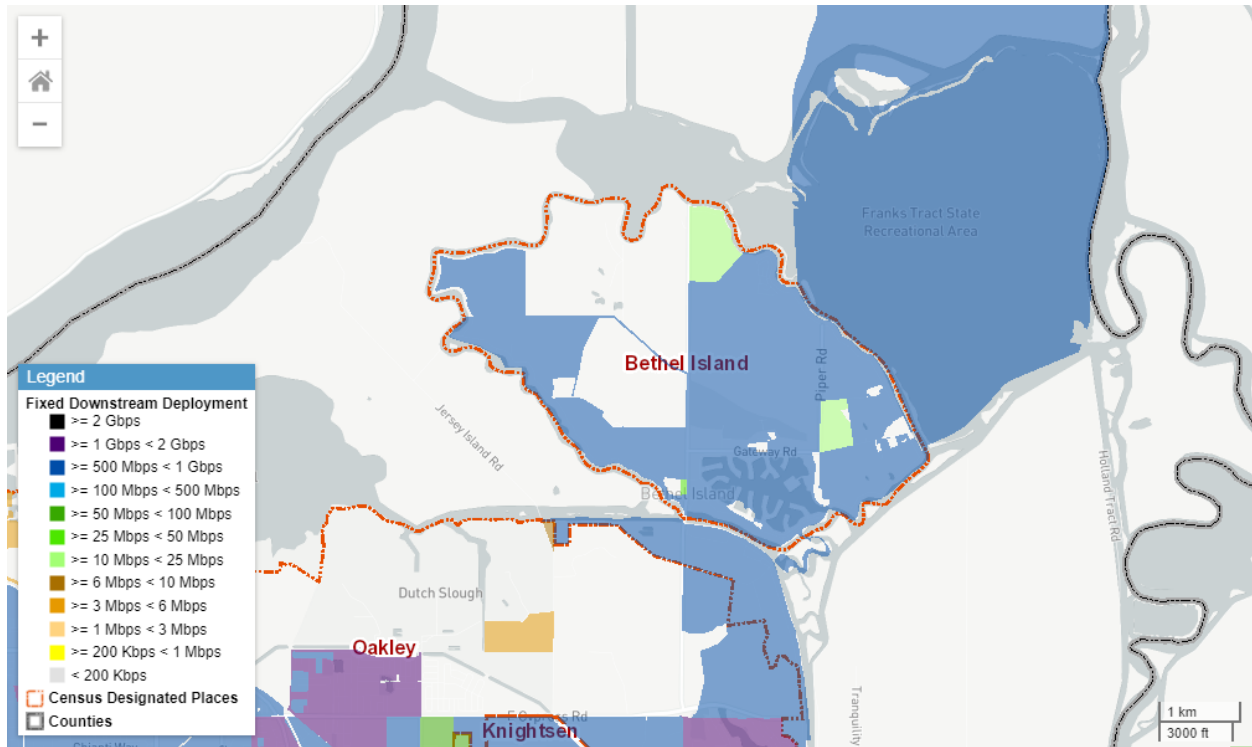 +
−
Franks Tract State
Recreational Area
Bethel Island
Piper Rd
Jersey Island Rd
Gateway Rd
Bethel Island
Holland Tract Rd
Dutch Slough
Oakley
E Cypress Rd
Knightsen
Tranquility
Legend
Fixed Downstream Deployment
>= 2 Gbps
>= 1 Gbps < 2 Gbps
>= 500 Mbps < 1 Gbps
>= 100 Mbps < 500 Mbps
>= 50 Mbps < 100 Mbps
>= 25 Mbps < 50 Mbps
>= 10 Mbps < 25 Mbps
>= 6 Mbps < 10 Mbps
>= 3 Mbps < 6 Mbps
>= 1 Mbps < 3 Mbps
>= 200 Kbps < 1 Mbps
< 200 Kbps
Census Designated Places
Counties
1 km
3000 ft